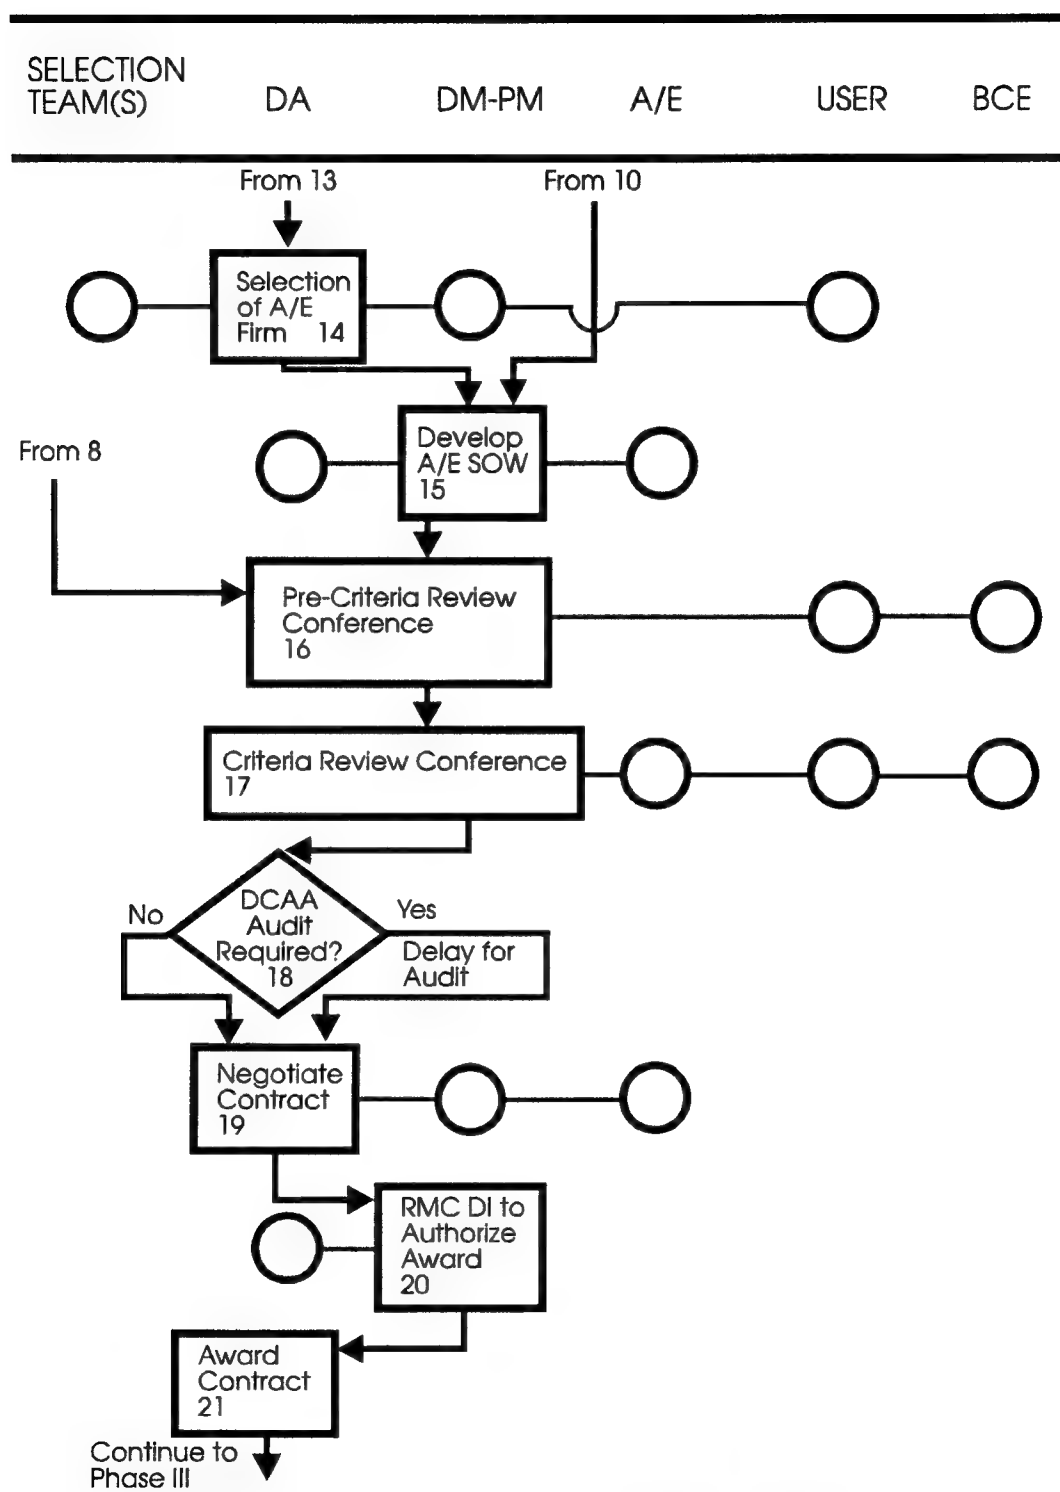 SELECTION
TEAM(S)
DA
DM-PM
A/E
USER
BCE
From 13
From 10
Selection
of A/E
Firm 14
From 8
Develop
A/E SOW
15
Pre-Criteria Review
Conference
16
Criteria Review Conference
17
No
DCAA
Audit
Required?
18
Yes
Delay for
Audit
Negotiate
Contract
19
RMC DI to
Authorize
Award
20
Award
Contract
21
Continue to
Phase III